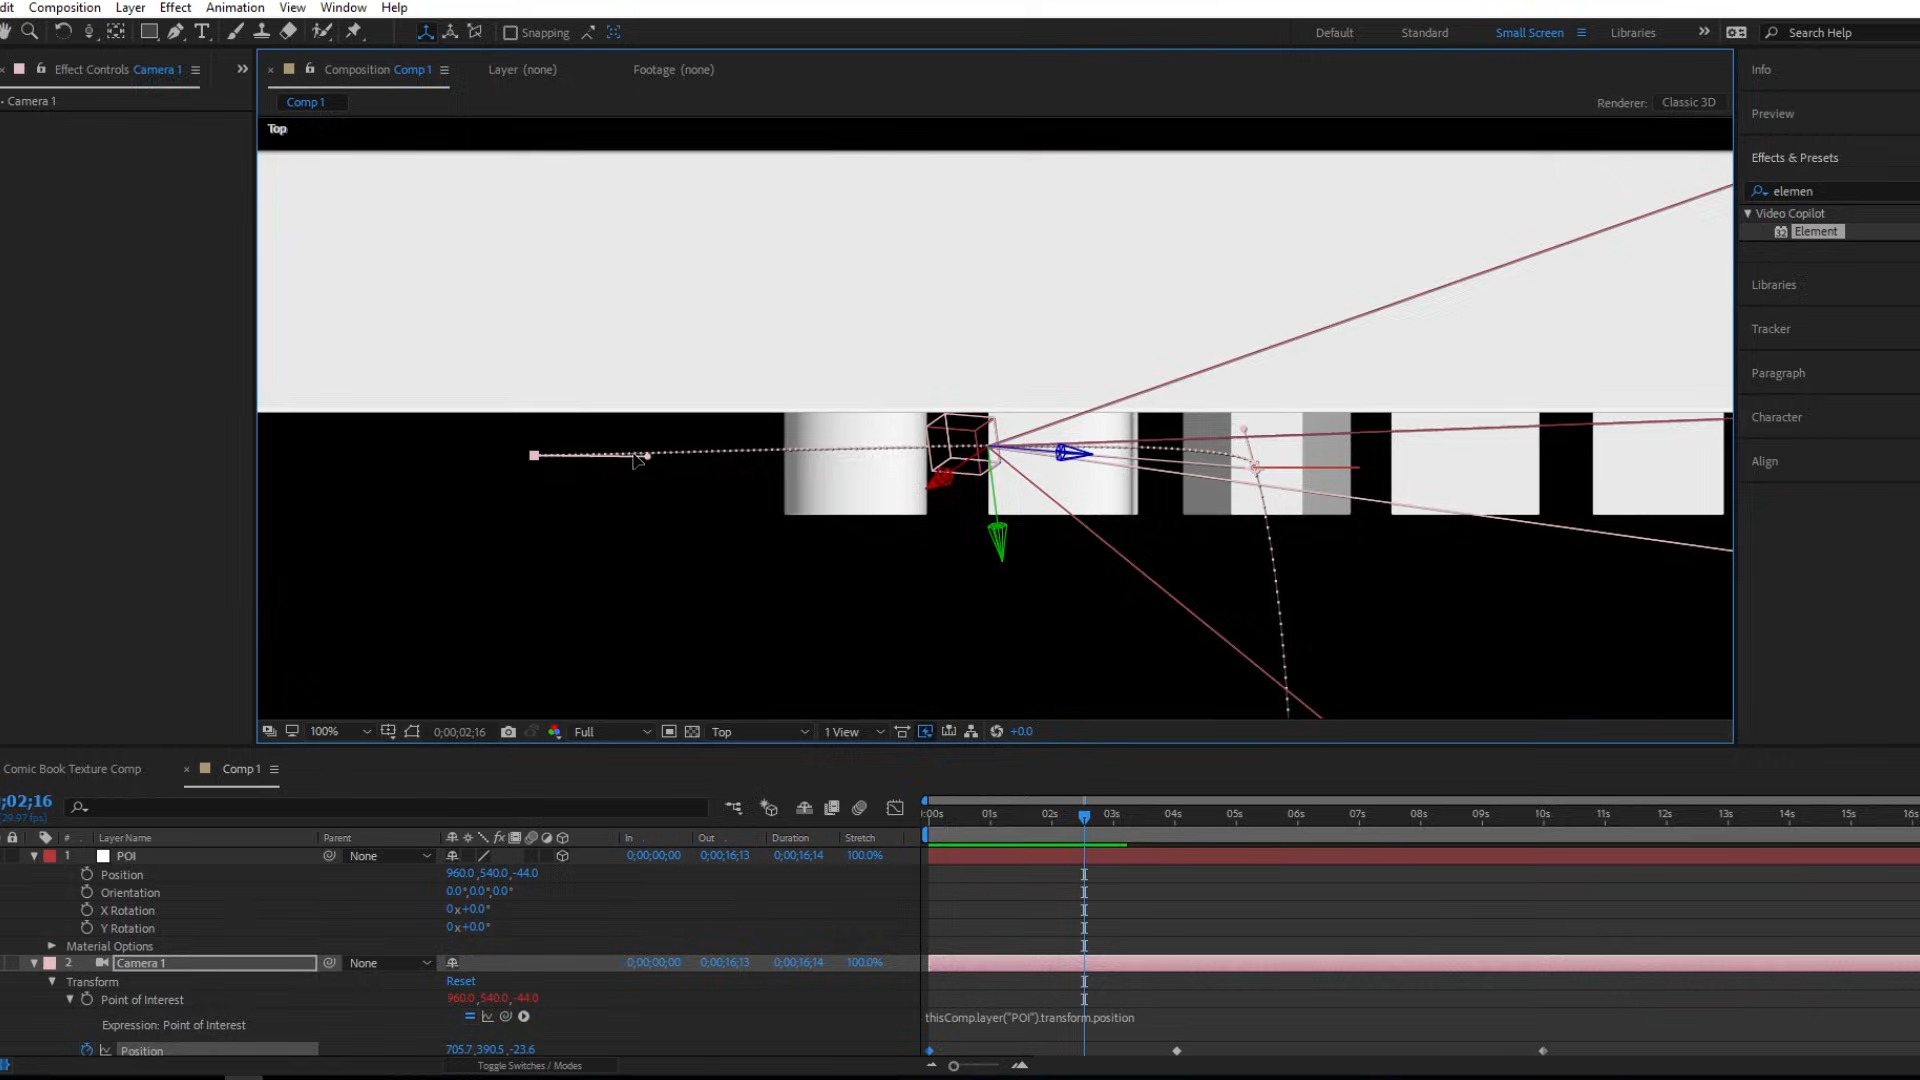 dit Composition Layer Effect Animation View Window Help
T Snapping Default Standard Small Screen Libraries Search Help
Effect Controls Camera 1
Composition Comp 1 Layer (none) Footage (none)
Info
Camera 1
Comp 1
Renderer: Classic 3D
Preview
Top
Effects & Presets
elemen
Video Copilot
32 Element
Libraries
Tracker
Paragraph
Character
Align
100% 0;00;02;16 Full Top 1 View +0.0
Comic Book Texture Comp Comp 1
;02;16
29.97 fps)
:00s 01s 02s 03s 04s 05s 06s 07s 08s 09s 10s 11s 12s 13s 14s 15s 16s
# Layer Name Parent fx In Out Duration Stretch
1 POI None 0;00;00;00 0;00;16;13 0;00;16;14 100.0%
Position 960.0,540.0,-44.0
Orientation 0.0°,0.0°,0.0°
X Rotation 0x+0.0°
Y Rotation 0x+0.0°
Material Options
2 Camera 1 None 0;00;00;00 0;00;16;13 0;00;16;14 100.0%
Transform Reset
Point of Interest 960.0,540.0,-44.0
Expression: Point of Interest thisComp.layer("POI").transform.position
Position 705.7,390.5,-23.6
Toggle Switches / Modes